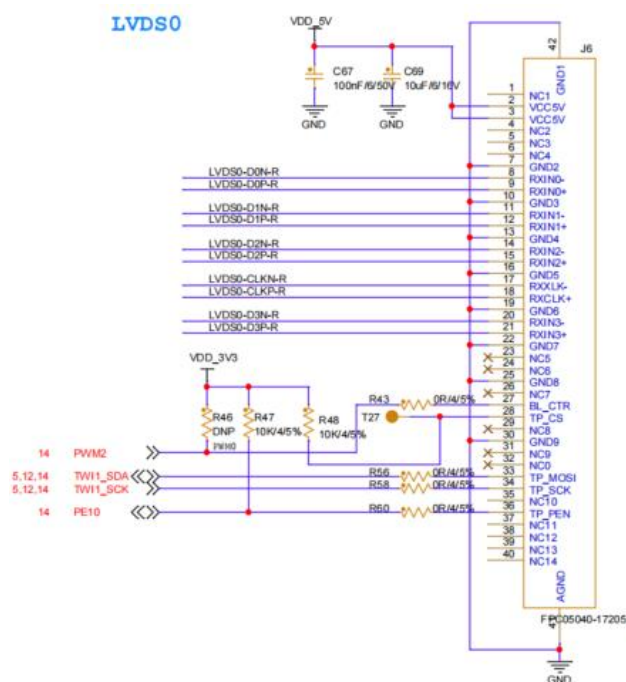 LVDS0
VDD_5V
C67
100nF/6/50V
GND
C69
10uF/6/16V
GND
J6
42
GND1
1 NC1
2 VCC5V
3 VCC5V
4 NC2
5 NC3
6 NC4
7 GND2
LVDS0-D0N-R 8 RXIN0-
LVDS0-D0P-R 9 RXIN0+
10 GND3
LVDS0-D1N-R 11 RXIN1-
LVDS0-D1P-R 12 RXIN1+
13 GND4
LVDS0-D2N-R 14 RXIN2-
LVDS0-D2P-R 15 RXIN2+
16 GND5
LVDS0-CLKN-R 17 RXXLK-
LVDS0-CLKP-R 18 RXCLK+
19 GND6
LVDS0-D3N-R 20 RXIN3-
LVDS0-D3P-R 21 RXIN3+
22 GND7
23 NC5
24 NC6
25 GND8
26 NC7
27 BL_CTR
28 TP_CS
29 NC8
30 GND9
31 NC9
32 NC0
33 TP_MOSI
34 TP_SCK
35 NC10
36 TP_PEN
37 NC11
38 NC12
39 NC13
40 NC14
AGND
FPC05040-17205
GND
VDD_3V3
R46
DNP
R47
10K/4/5%
R48
10K/4/5%
R43 0R/4/5%
T27
14 PWM2
5,12,14 TWI1_SDA R56 0R/4/5%
5,12,14 TWI1_SCK R58 0R/4/5%
14 PE10 R60 0R/4/5%